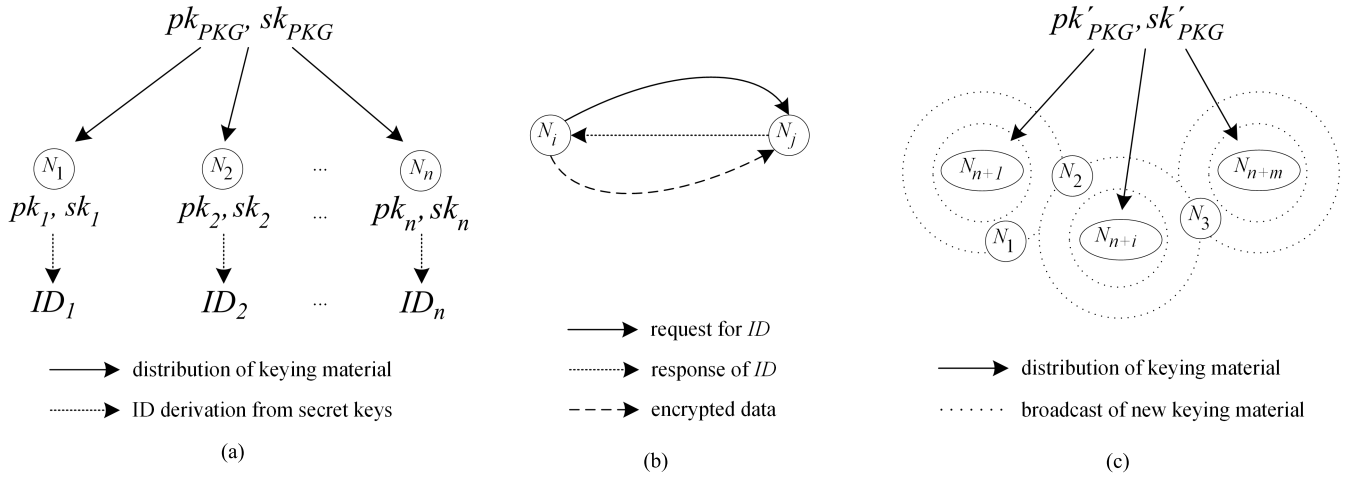 pk_PKG, sk_PKG
N_1 N_2 ... N_n
pk_1, sk_1 pk_2, sk_2 ... pk_n, sk_n
ID_1 ID_2 ... ID_n
distribution of keying material
ID derivation from secret keys
(a)
N_i N_j
request for ID
response of ID
encrypted data
(b)
pk′_PKG, sk′_PKG
N_n+1 N_2 N_n+m
N_1 N_n+i N_3
distribution of keying material
broadcast of new keying material
(c)